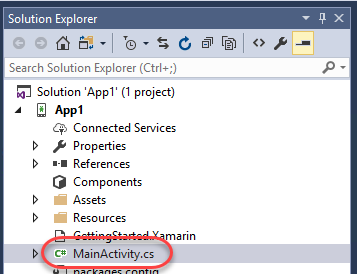 Solution Explorer
Search Solution Explorer (Ctrl+;)
Solution 'App1' (1 project)
App1
Connected Services
Properties
References
Components
Assets
Resources
GettingStarted.Xamarin
C# MainActivity.cs
packages.config